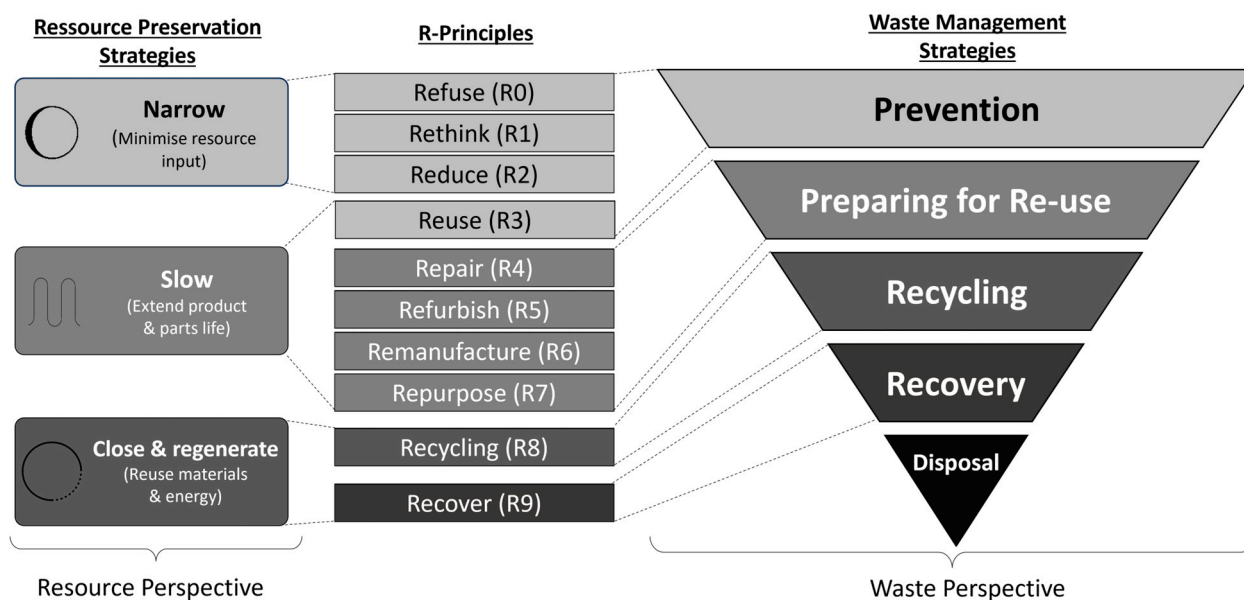 Ressource Preservation
Strategies
Narrow
(Minimise resource
input)
Slow
(Extend product
& parts life)
Close & regenerate
(Reuse materials
& energy)
Resource Perspective
R-Principles
Refuse (R0)
Rethink (R1)
Reduce (R2)
Reuse (R3)
Repair (R4)
Refurbish (R5)
Remanufacture (R6)
Repurpose (R7)
Recycling (R8)
Recover (R9)
Waste Management
Strategies
Prevention
Preparing for Re-use
Recycling
Recovery
Disposal
Waste Perspective